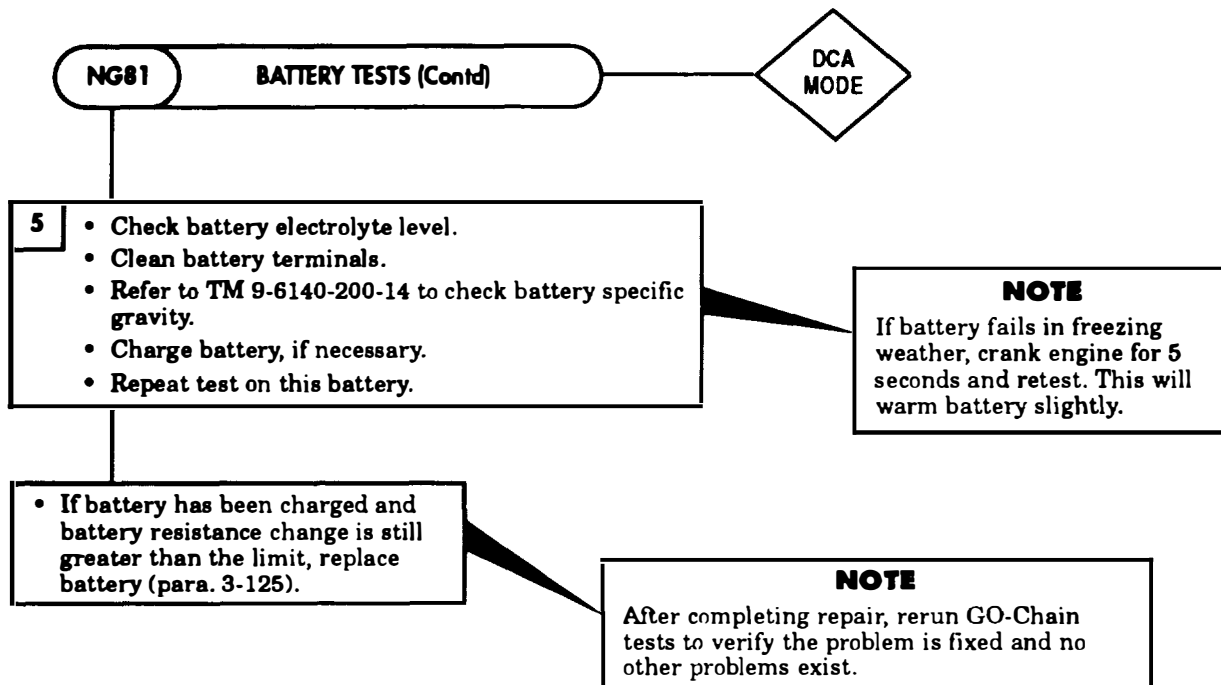 NG81 BATTERY TESTS (Contd)
DCA
MODE
5
• Check battery electrolyte level.
• Clean battery terminals.
• Refer to TM 9-6140-200-14 to check battery specific
gravity.
• Charge battery, if necessary.
• Repeat test on this battery.
NOTE
If battery fails in freezing
weather, crank engine for 5
seconds and retest. This will
warm battery slightly.
• If battery has been charged and
battery resistance change is still
greater than the limit, replace
battery (para. 3-125).
NOTE
After completing repair, rerun GO-Chain
tests to verify the problem is fixed and no
other problems exist.